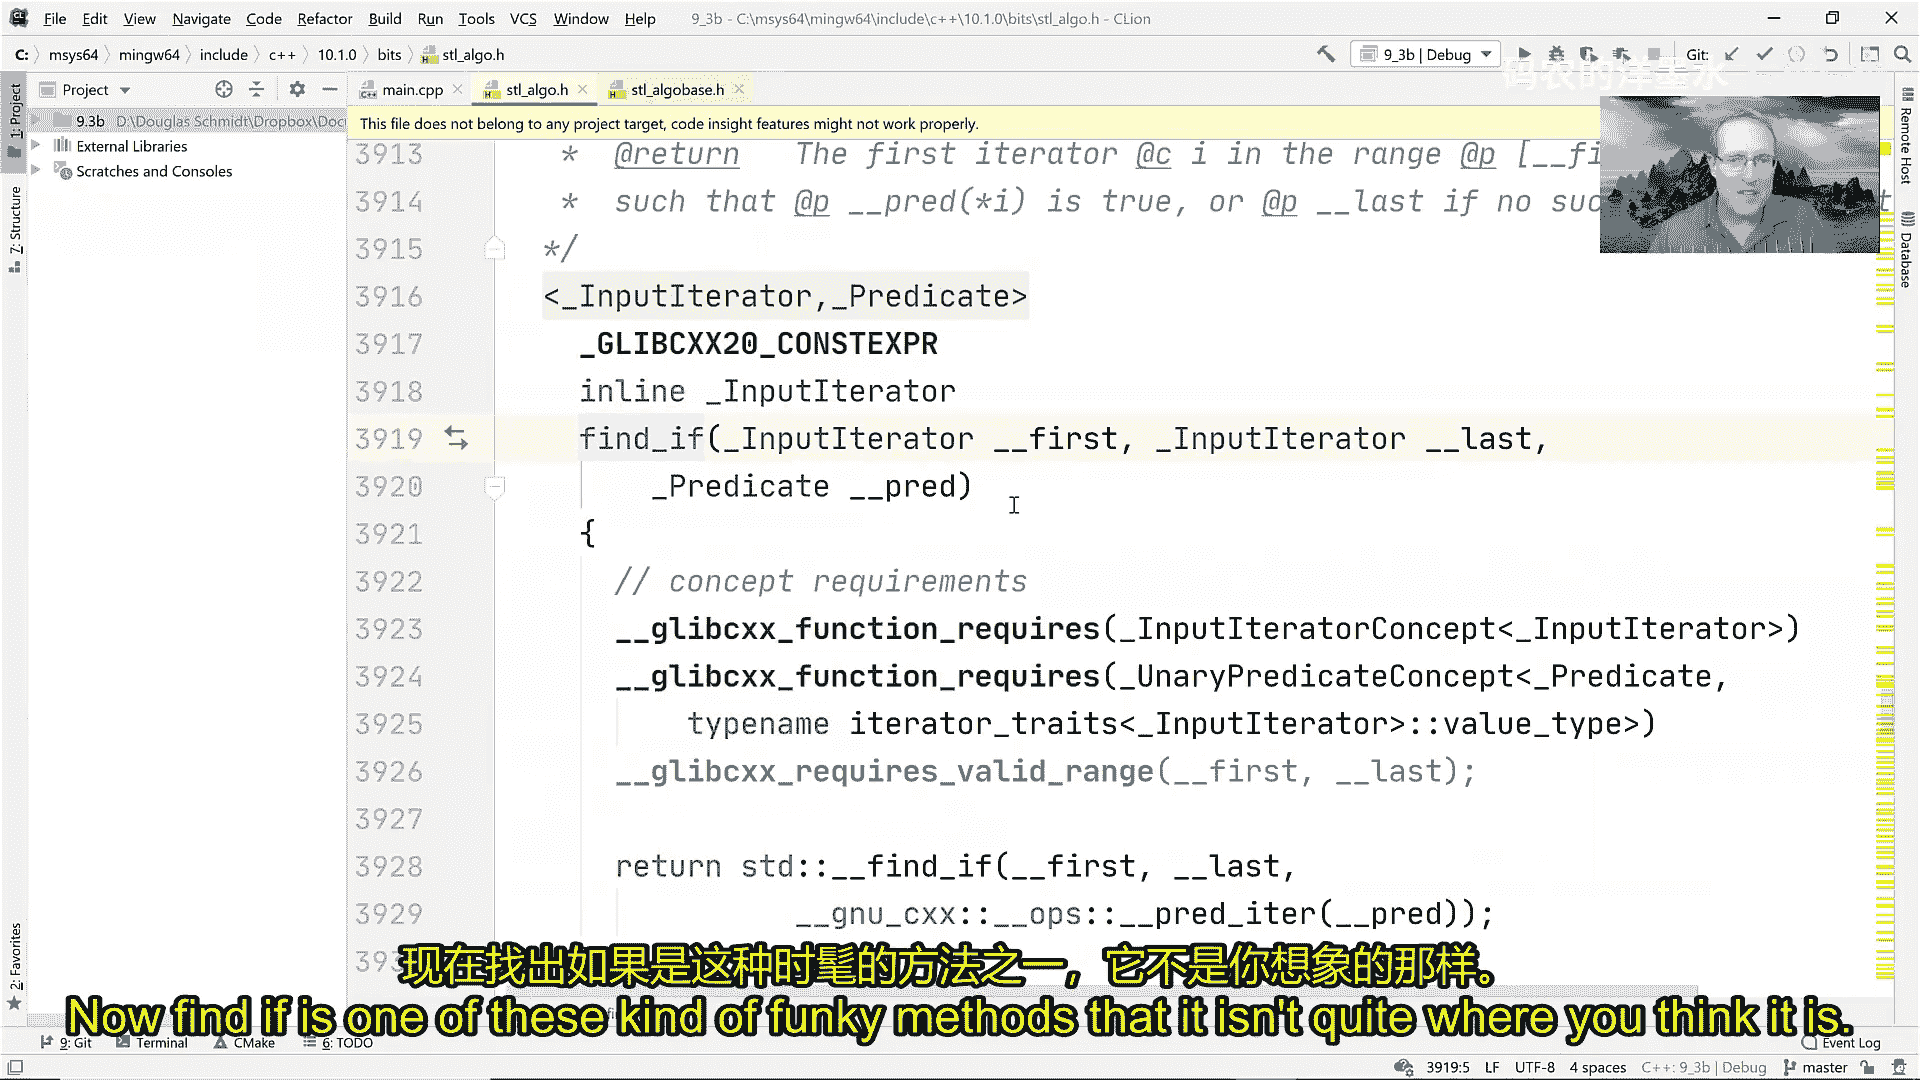 File Edit View Navigate Code Refactor Build Run Tools VCS Window Help 9_3b - C:\msys64\mingw64\include\c++\10.1.0\bits\stl_algo.h - CLion
C: msys64 mingw64 include c++ 10.1.0 bits stl_algo.h 9_3b | Debug Git:
码农的洋墨水
1: Project
Project main.cpp stl_algo.h stl_algobase.h
9.3b D:\Douglas Schmidt\Dropbox\Docu
External Libraries
Scratches and Consoles
This file does not belong to any project target, code insight features might not work properly.
Remote Host
Database
7: Structure
2: Favorites
3913 * @return The first iterator @c i in the range @p [__fi
3914 * such that @p __pred(*i) is true, or @p __last if no suc
3915 */
3916 <_InputIterator,_Predicate>
3917 _GLIBCXX20_CONSTEXPR
3918 inline _InputIterator
3919 find_if(_InputIterator __first, _InputIterator __last,
3920 _Predicate __pred)
3921 {
3922 // concept requirements
3923 __glibcxx_function_requires(_InputIteratorConcept<_InputIterator>)
3924 __glibcxx_function_requires(_UnaryPredicateConcept<_Predicate,
3925 typename iterator_traits<_InputIterator>::value_type>)
3926 __glibcxx_requires_valid_range(__first, __last);
3927
3928 return std::__find_if(__first, __last,
3929 __gnu_cxx::__ops::__pred_iter(__pred));
现在找出如果是这种时髦的方法之一，它不是你想象的那样。
Now find if is one of these kind of funky methods that it isn't quite where you think it is.
9: Git Terminal CMake 6: TODO Event Log
3919:5 LF UTF-8 4 spaces C++: 9_3b | Debug master